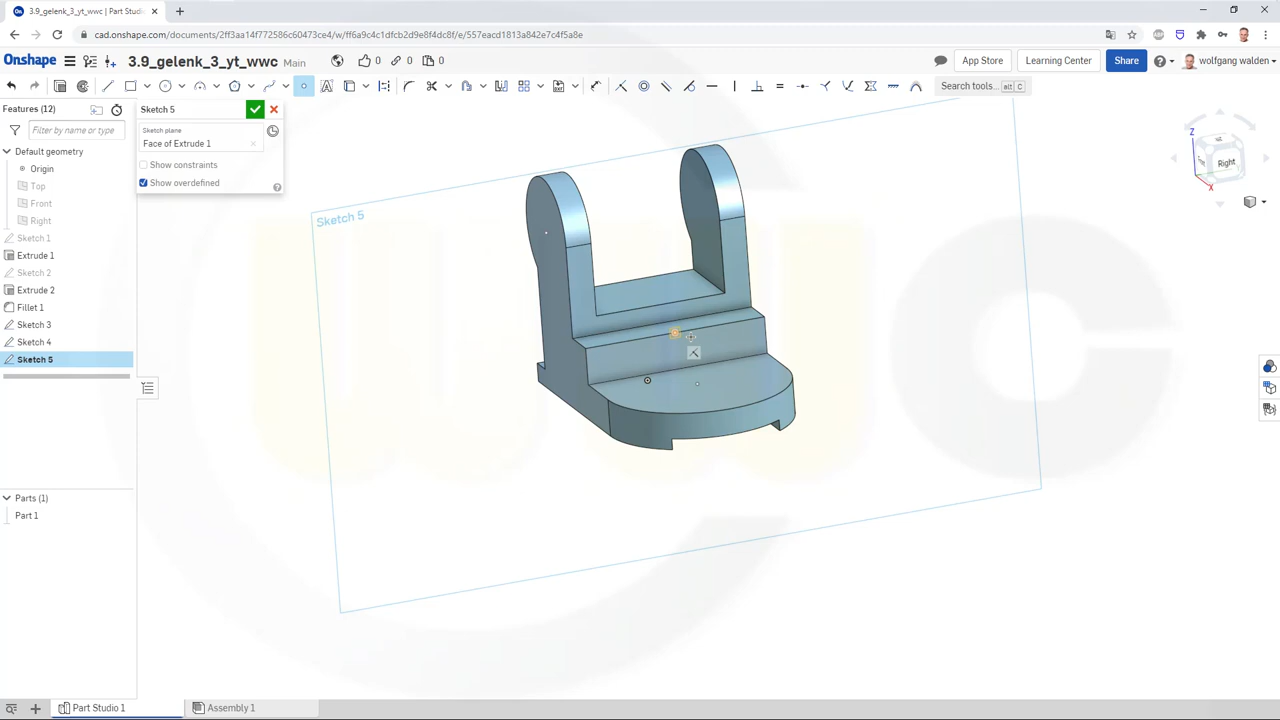 3.9_gelenk_3_yt_wwc | Part Studi
cad.onshape.com/documents/2ff3aa14f772586c60473ce4/w/ff6a9c4c1dfcb2d9e4dc8f/e/557eacd1813a842e7c4f5a8e
Onshape
3.9_gelenk_3_yt_wwc
Main
0
0
App Store
Learning Center
Share
wolfgang walden
Search tools...
alt
C
Features (12)
Filter by name or type
Default geometry
Origin
Top
Front
Right
Sketch 1
Extrude 1
Sketch 2
Extrude 2
Fillet 1
Sketch 3
Sketch 4
Sketch 5
Parts (1)
Part 1
Sketch 5
Sketch plane
Face of Extrude 1
Show constraints
Show overdefined
Sketch 5
Z
Right
X
wwc
Part Studio 1
Assembly 1